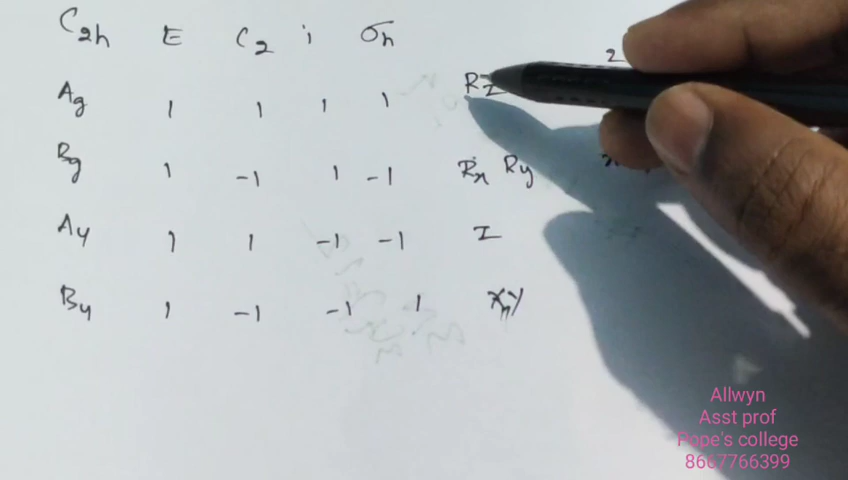 C2h E C2 i σh
2
Ag 1 1 1 1 Rz
Bg 1 -1 1 -1 Rx Ry
Au 1 1 -1 -1 z
Bu 1 -1 -1 1 x, y
Allwyn
Asst prof
Pope's college
8667766399